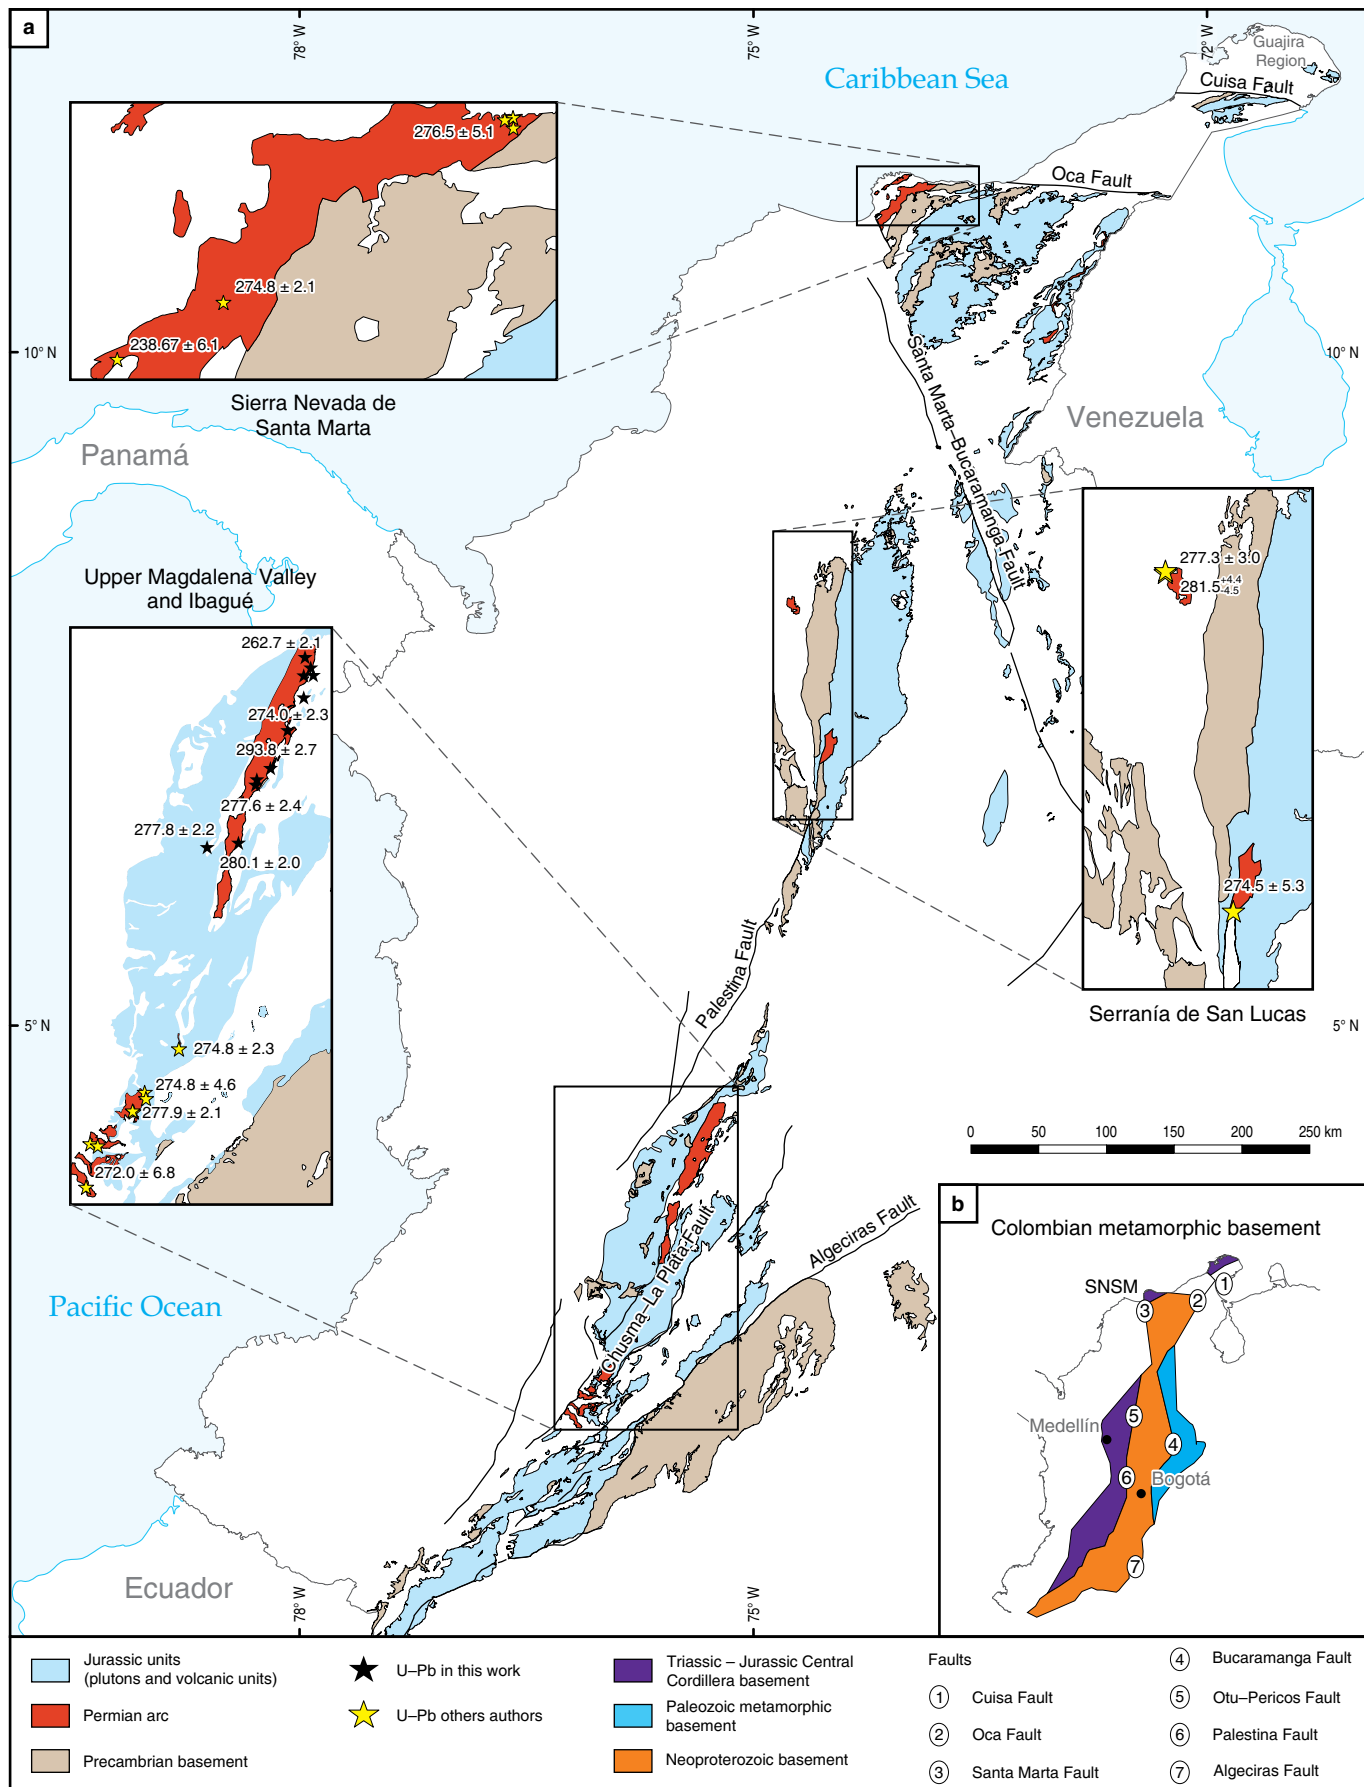 a
78° W
75° W
72° W
Guajira
Region
Caribbean Sea
Cuisa Fault
Oca Fault
276.5 ± 5.1
274.8 ± 2.1
238.67 ± 6.1
10° N
10° N
Sierra Nevada de
Santa Marta
Santa Marta–Bucaramanga Fault
Venezuela
Panamá
Upper Magdalena Valley
and Ibagué
262.7 ± 2.1
274.0 ± 2.3
293.8 ± 2.7
277.6 ± 2.4
277.8 ± 2.2
280.1 ± 2.0
274.8 ± 2.3
274.8 ± 4.6
277.9 ± 2.1
272.0 ± 6.8
277.3 ± 3.0
281.5 +4.4 -4.5
274.5 ± 5.3
Serranía de San Lucas
Palestina Fault
5° N
5° N
0 50 100 150 200 250 km
Chusma–La Plata Fault
Algeciras Fault
Pacific Ocean
Ecuador
78° W
75° W
b
Colombian metamorphic basement
SNSM
1
2
3
5
Medellín
4
6
Bogotá
7
Jurassic units
(plutons and volcanic units)
Permian arc
Precambrian basement
U–Pb in this work
U–Pb others authors
Triassic – Jurassic Central
Cordillera basement
Paleozoic metamorphic
basement
Neoproterozoic basement
Faults
1 Cuisa Fault
2 Oca Fault
3 Santa Marta Fault
4 Bucaramanga Fault
5 Otu–Pericos Fault
6 Palestina Fault
7 Algeciras Fault